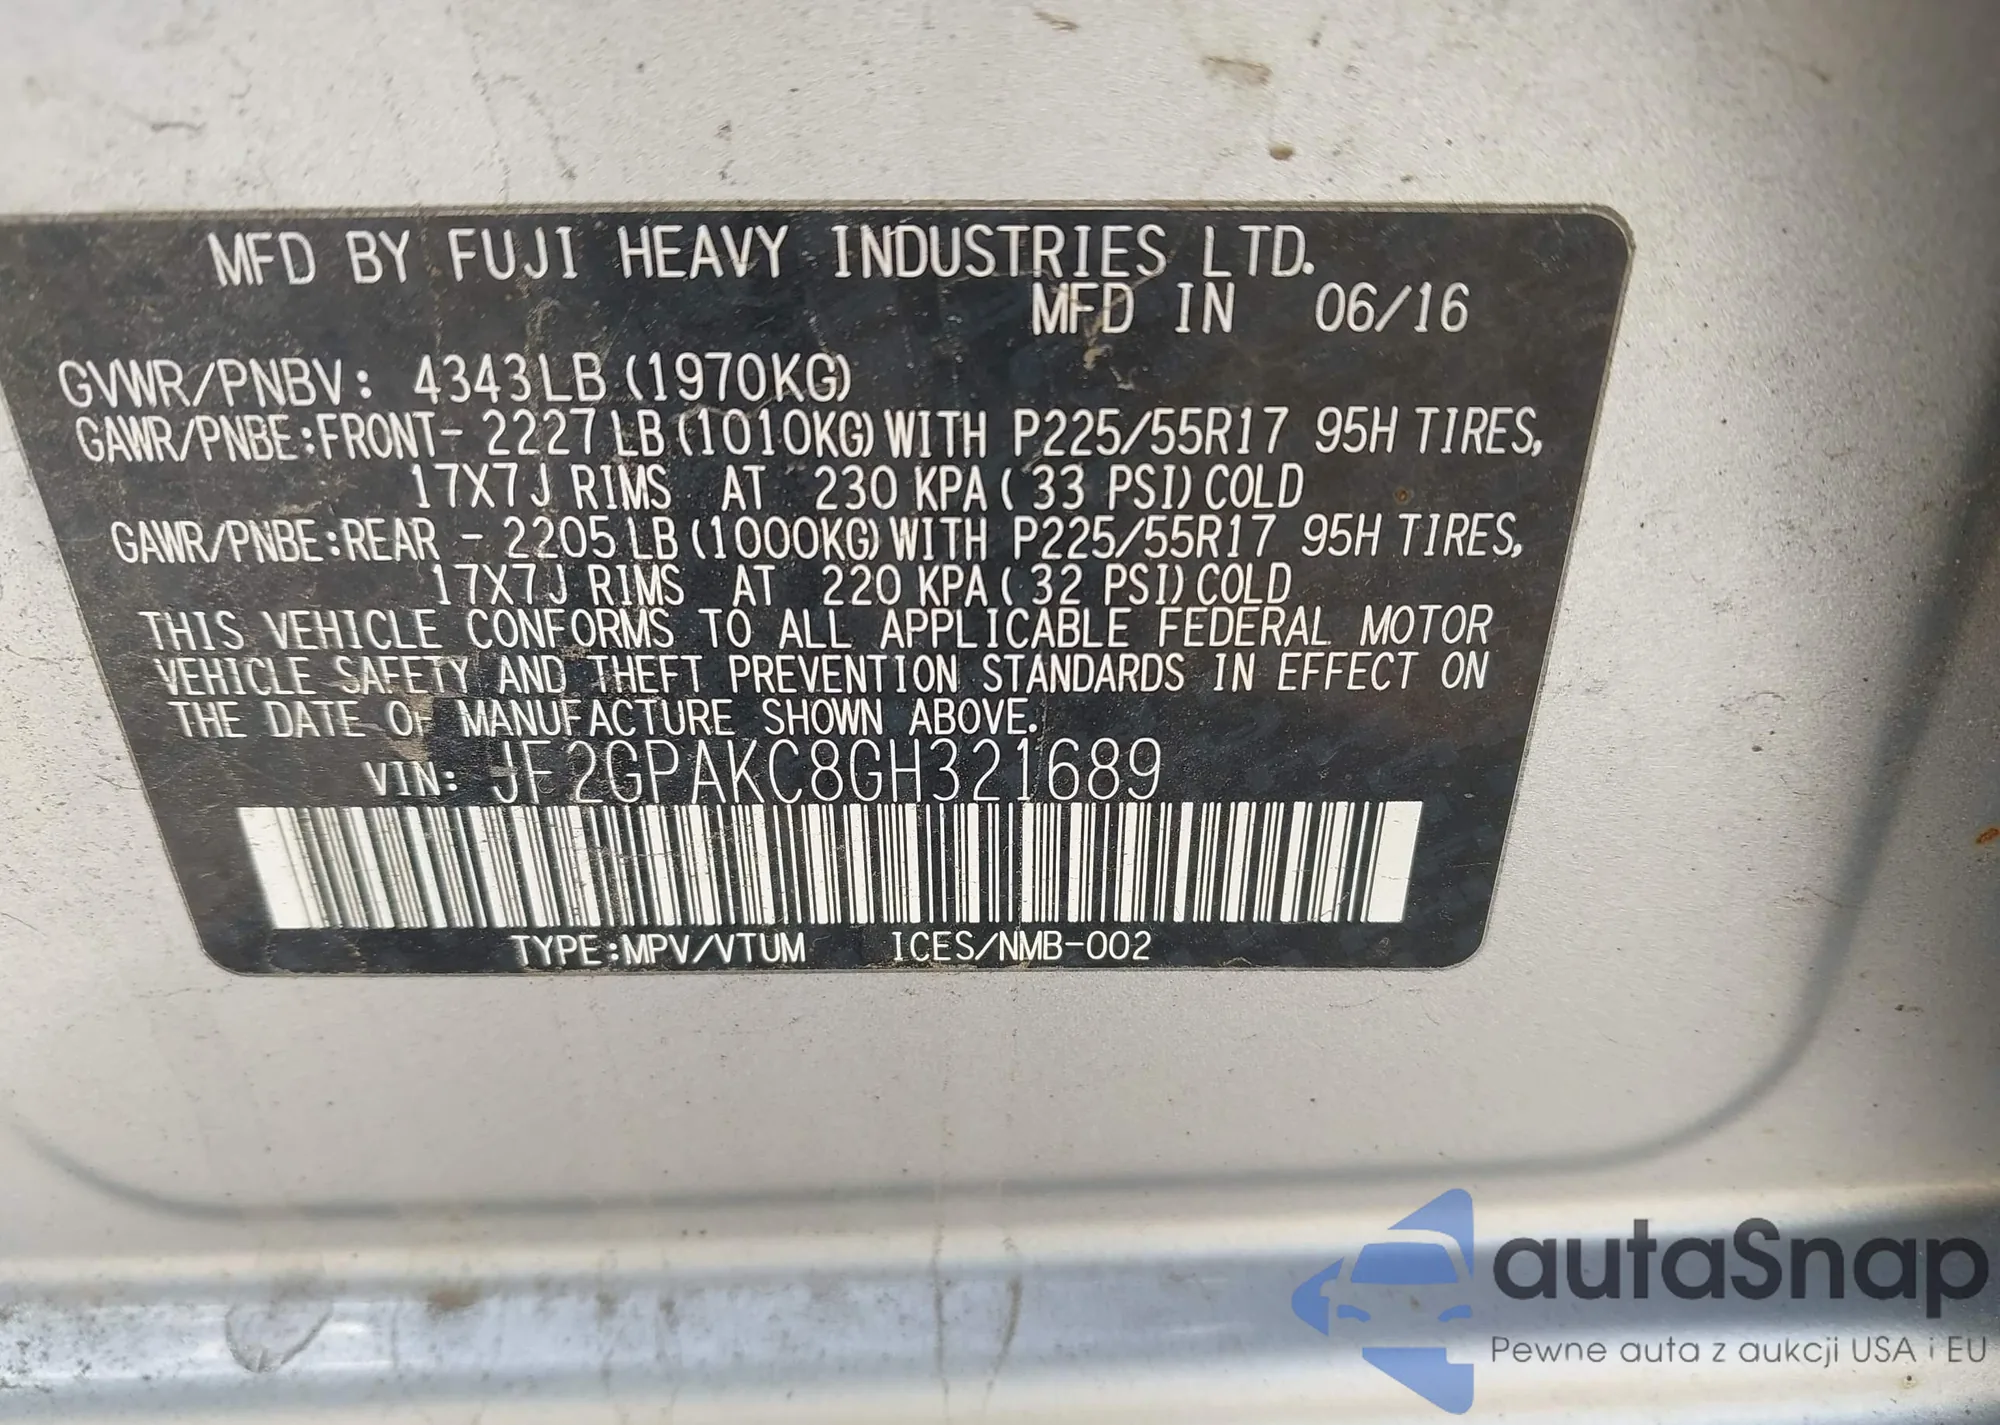 MFD BY FUJI HEAVY INDUSTRIES LTD.
MFD IN 06/16
GVWR/PNBV: 4343LB (1970KG)
GAWR/PNBE:FRONT- 2227LB (1010KG) WITH P225/55R17 95H TIRES,
17X7J RIMS AT 230 KPA ( 33 PSI) COLD
GAWR/PNBE:REAR - 2205LB (1000KG) WITH P225/55R17 95H TIRES,
17X7J RIMS AT 220 KPA ( 32 PSI) COLD
THIS VEHICLE CONFORMS TO ALL APPLICABLE FEDERAL MOTOR
VEHICLE SAFETY AND THEFT PREVENTION STANDARDS IN EFFECT ON
THE DATE OF MANUFACTURE SHOWN ABOVE.
VIN: JF2GPAKC8GH321689
TYPE:MPV/VTUM ICES/NMB-002
autaSnap
Pewne auta z aukcji USA i EU